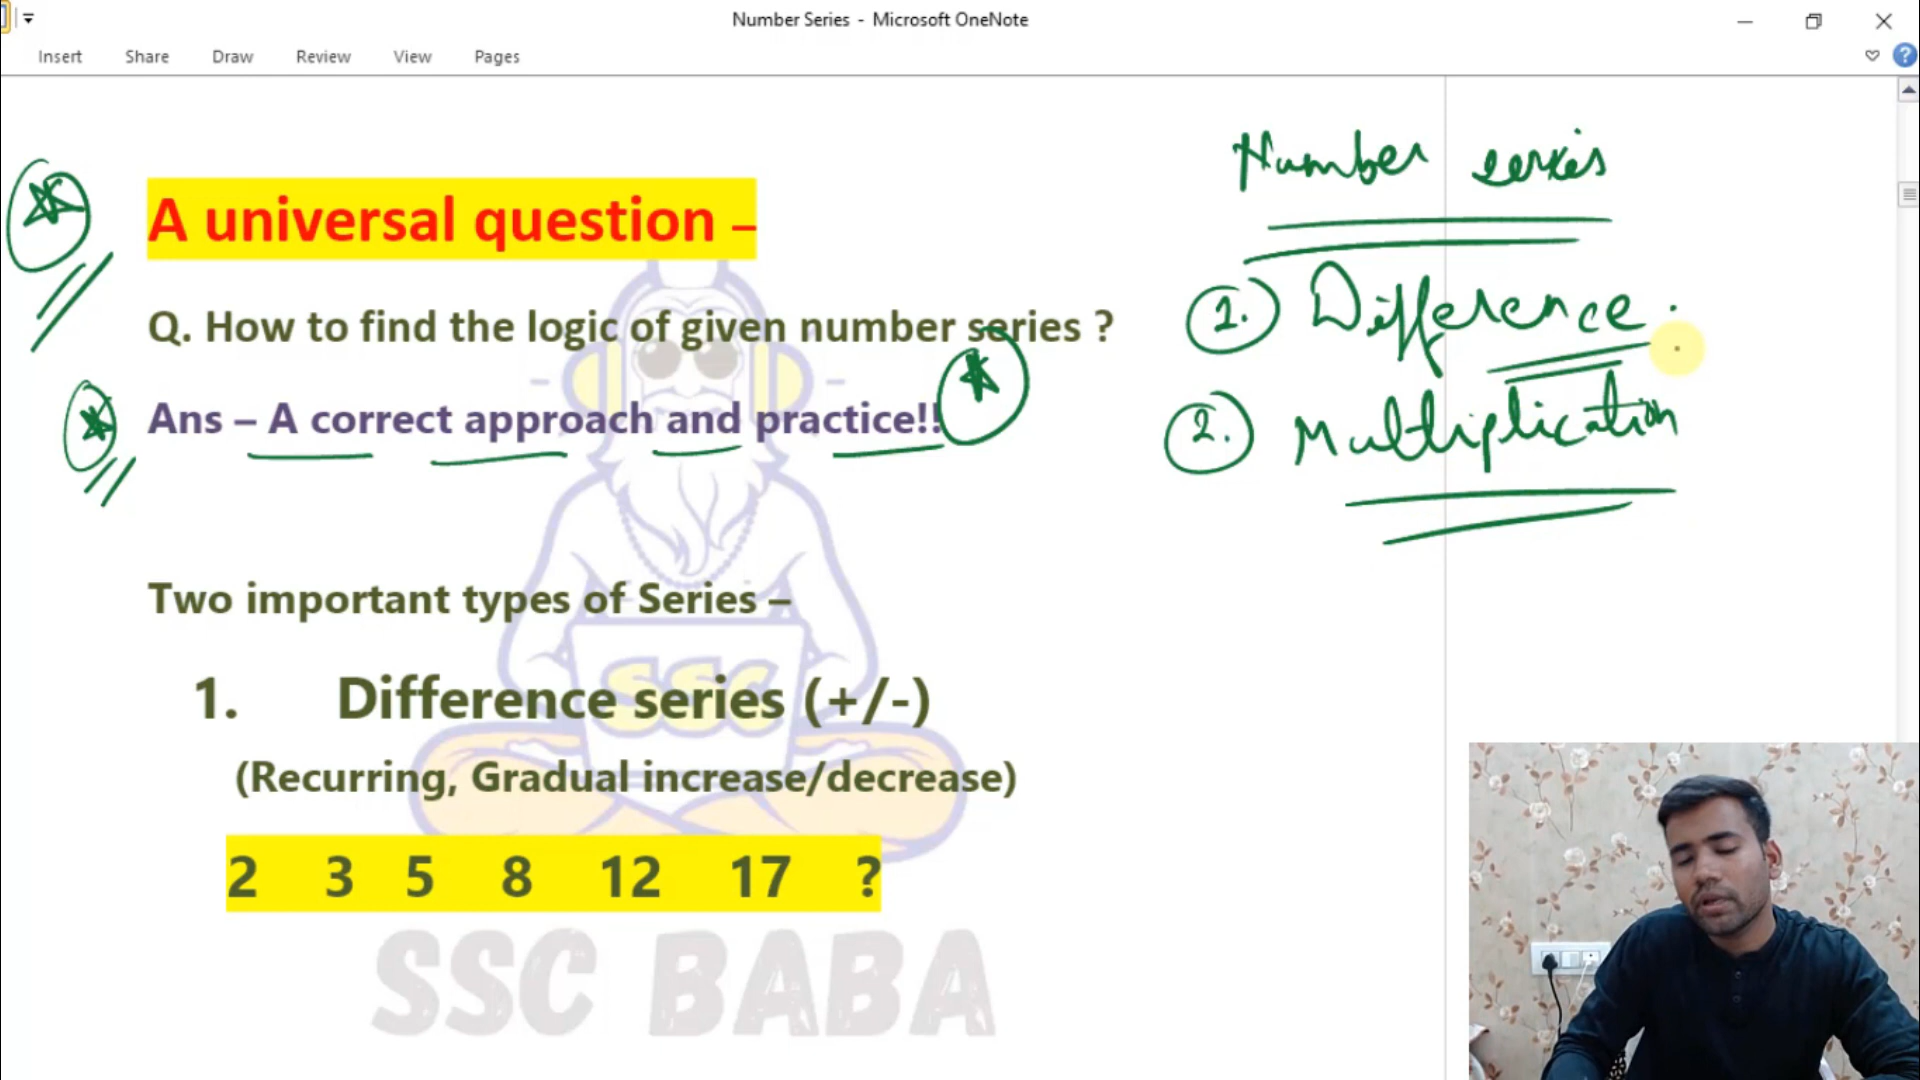 Number Series - Microsoft OneNote
Insert Share Draw Review View Pages
A universal question –
Q. How to find the logic of given number series ?
Ans – A correct approach and practice!!
Two important types of Series –
1. Difference series (+/-)
(Recurring, Gradual increase/decrease)
2 3 5 8 12 17 ?
SSC
SSC BABA
Number series
1. Difference.
2. Multiplication